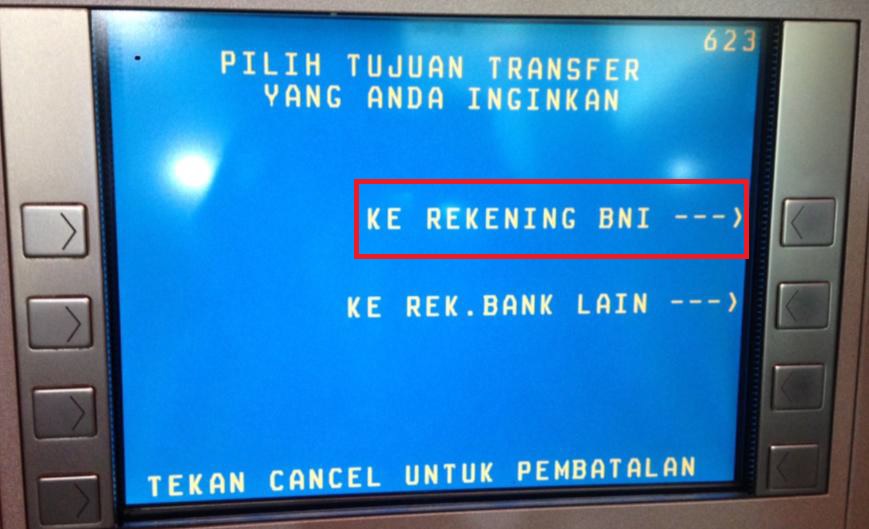 623
PILIH TUJUAN TRANSFER
YANG ANDA INGINKAN
KE REKENING BNI --->
KE REK.BANK LAIN --->
TEKAN CANCEL UNTUK PEMBATALAN